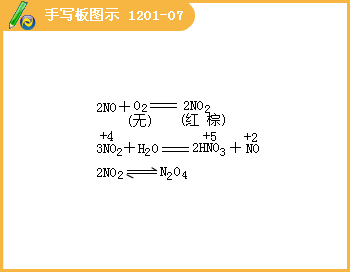 手写板图示 1201-07
2NO + O₂ ══ 2NO₂
(无) (红 棕)
+4 +5 +2
3NO₂ + H₂O ══ 2HNO₃ + NO
2NO₂ ⇌ N₂O₄